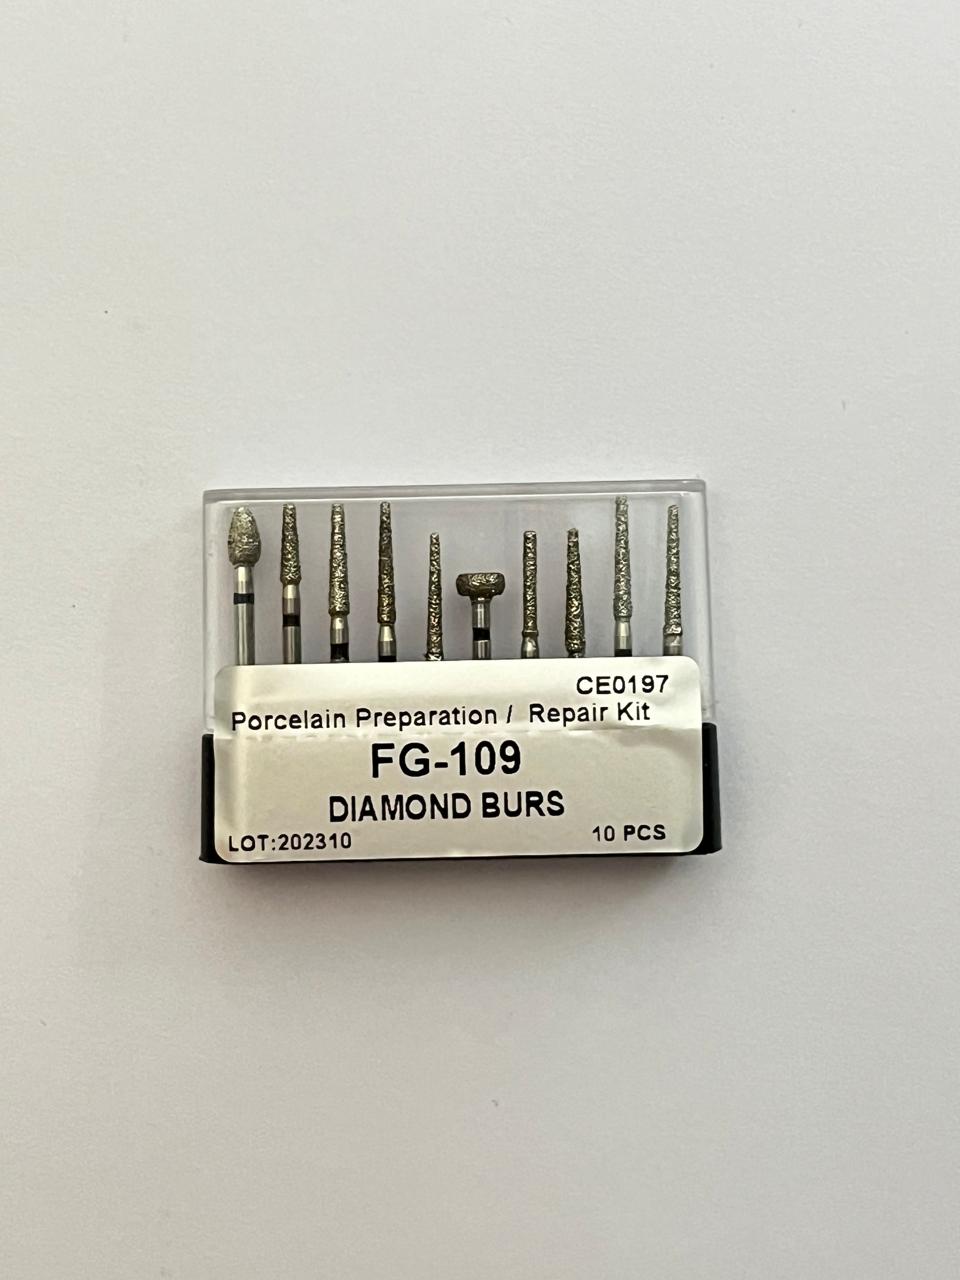 CE0197
Porcelain Preparation / Repair Kit
FG-109
DIAMOND BURS
LOT:202310 10 PCS